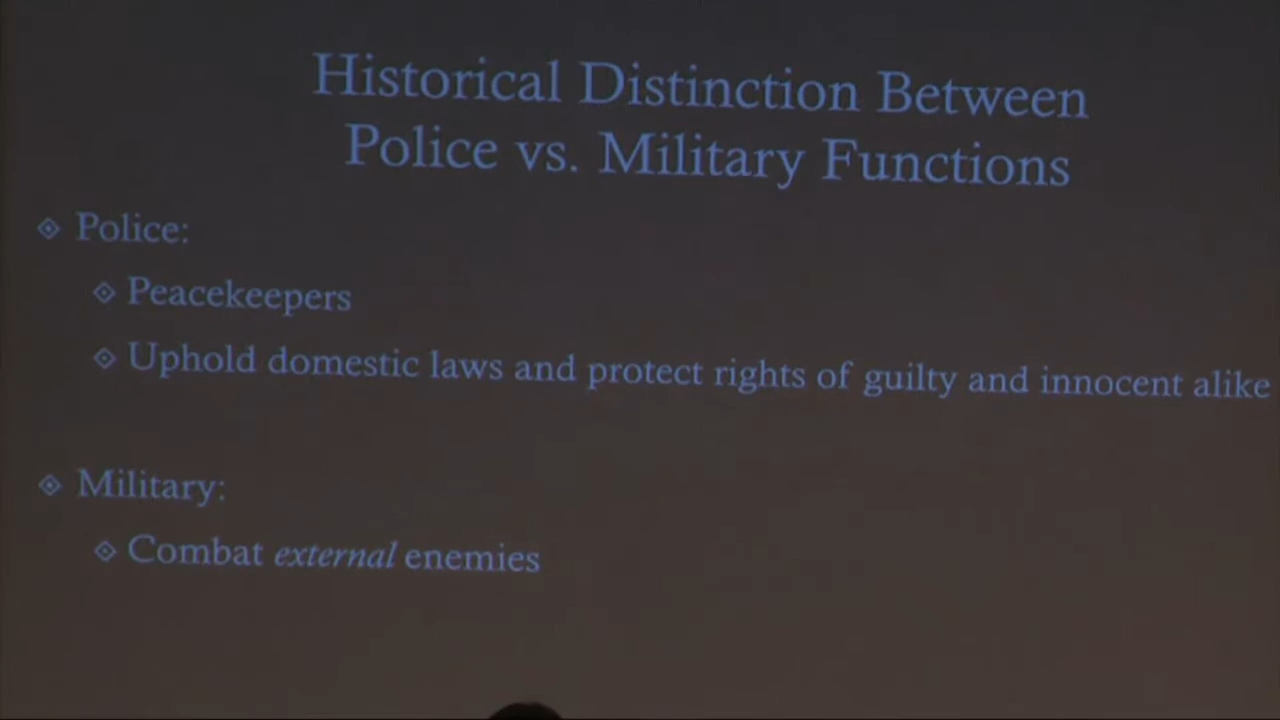 Historical Distinction Between
Police vs. Military Functions
Police:
Peacekeepers
Uphold domestic laws and protect rights of guilty and innocent alike
Military:
Combat external enemies